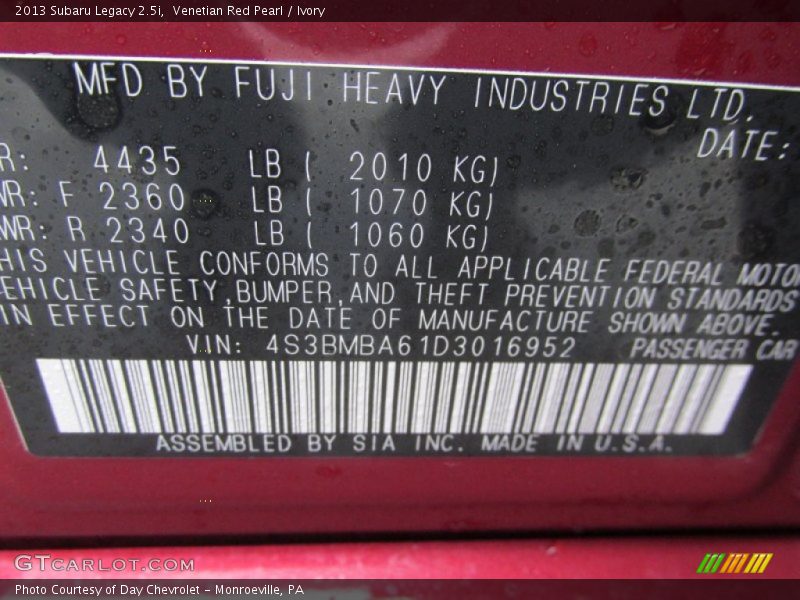 2013 Subaru Legacy 2.5i, Venetian Red Pearl / Ivory
MFD BY FUJI HEAVY INDUSTRIES LTD.
DATE:
R: 4435 LB ( 2010 KG)
WR: F 2360 LB ( 1070 KG)
WR: R 2340 LB ( 1060 KG)
HIS VEHICLE CONFORMS TO ALL APPLICABLE FEDERAL MOTO
EHICLE SAFETY,BUMPER,AND THEFT PREVENTION STANDARDS
IN EFFECT ON THE DATE OF MANUFACTURE SHOWN ABOVE.
VIN: 4S3BMBA61D3016952 PASSENGER CAR
ASSEMBLED BY SIA INC. MADE IN U.S.A.
GTCARLOT.COM
Photo Courtesy of Day Chevrolet - Monroeville, PA